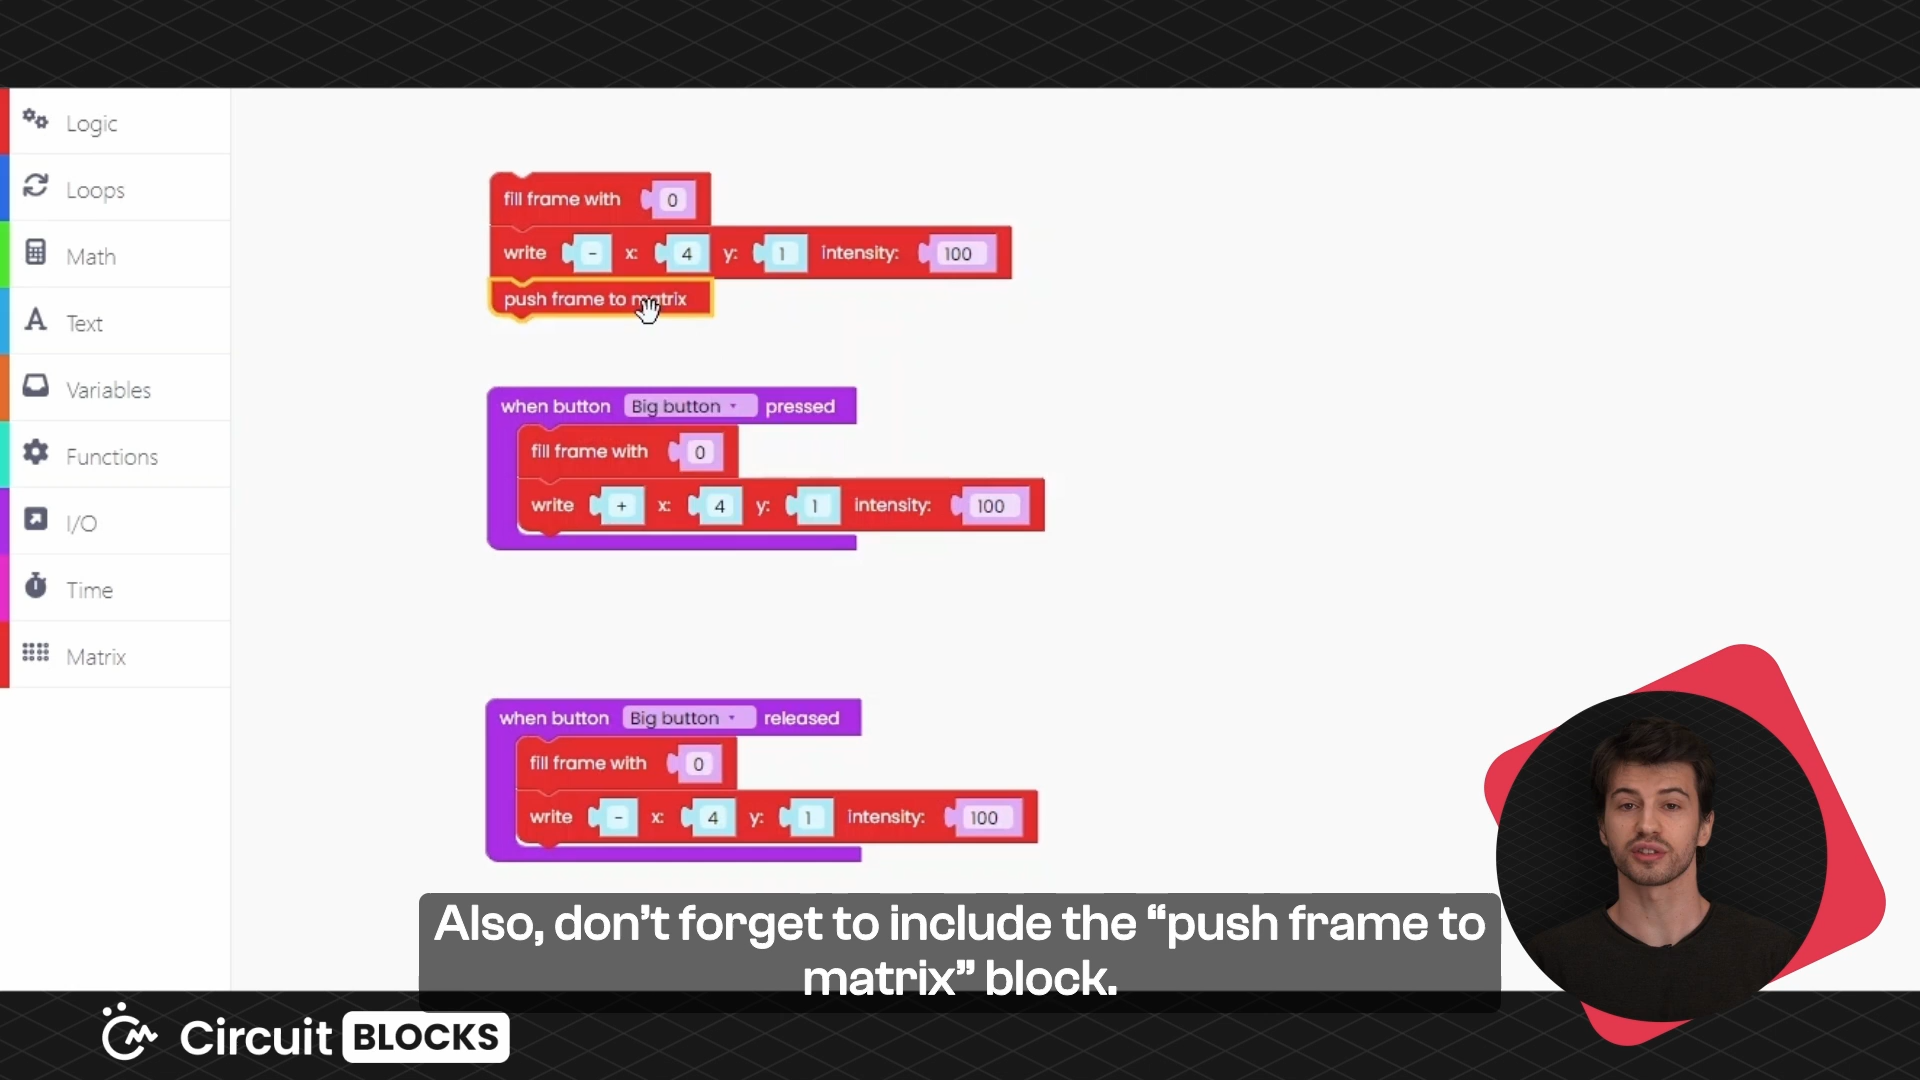 Logic
Loops
Math
Text
Variables
Functions
I/O
Time
Matrix
fill frame with 0
write - x: 4 y: 1 intensity: 100
push frame to matrix
when button Big button pressed
fill frame with 0
write + x: 4 y: 1 intensity: 100
when button Big button released
fill frame with 0
write - x: 4 y: 1 intensity: 100
Also, don’t forget to include the “push frame to
matrix” block.
Circuit BLOCKS